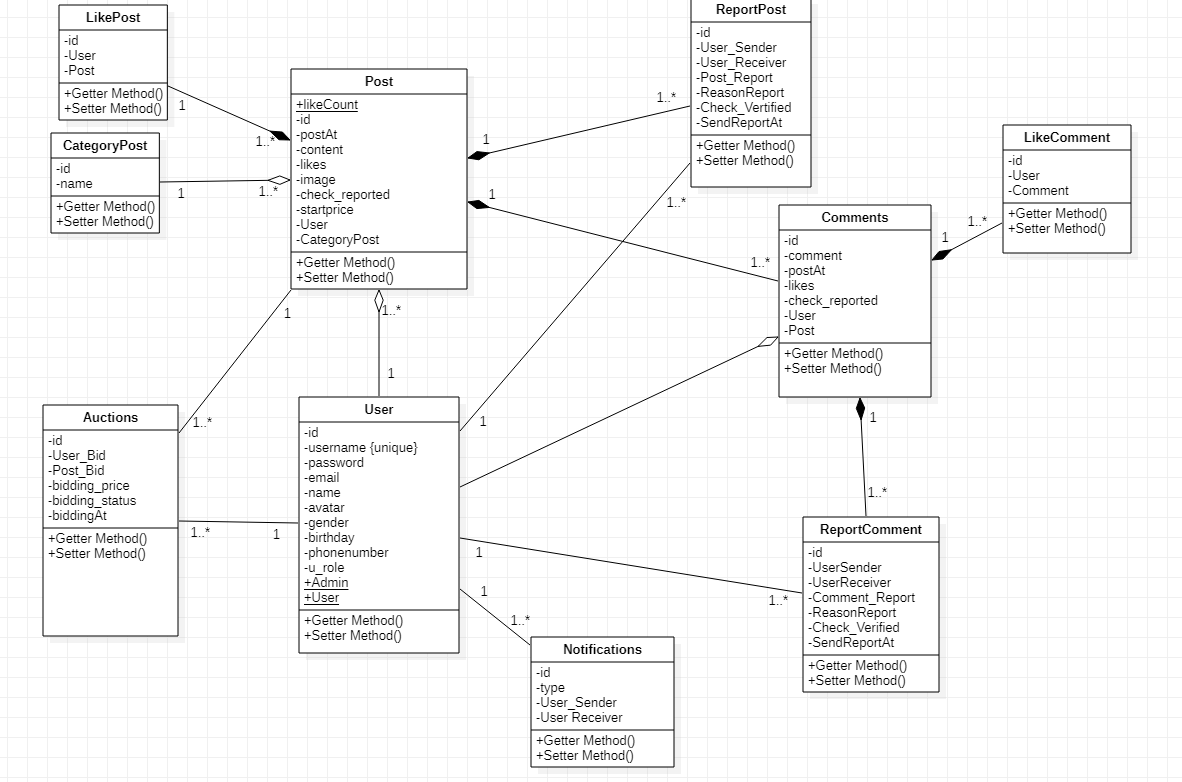 LikePost
-id
-User
-Post
+Getter Method()
+Setter Method()
1
1..*
CategoryPost
-id
-name
+Getter Method()
+Setter Method()
1
1..*
Post
+likeCount
-id
-postAt
-content
-likes
-image
-check_reported
-startprice
-User
-CategoryPost
+Getter Method()
+Setter Method()
1
1..*
1
1..*
ReportPost
-id
-User_Sender
-User_Receiver
-Post_Report
-ReasonReport
-Check_Vertified
-SendReportAt
+Getter Method()
+Setter Method()
1..*
LikeComment
-id
-User
-Comment
+Getter Method()
+Setter Method()
1
1..*
Comments
-id
-comment
-postAt
-likes
-check_reported
-User
-Post
+Getter Method()
+Setter Method()
1
1..*
1
1..*
1
1..*
Auctions
-id
-User_Bid
-Post_Bid
-bidding_price
-bidding_status
-biddingAt
+Getter Method()
+Setter Method()
1..*
1
User
-id
-username {unique}
-password
-email
-name
-avatar
-gender
-birthday
-phonenumber
-u_role
+Admin
+User
+Getter Method()
+Setter Method()
1
1
1..*
1
1..*
ReportComment
-id
-UserSender
-UserReceiver
-Comment_Report
-ReasonReport
-Check_Verified
-SendReportAt
+Getter Method()
+Setter Method()
1
1..*
Notifications
-id
-type
-User_Sender
-User Receiver
+Getter Method()
+Setter Method()